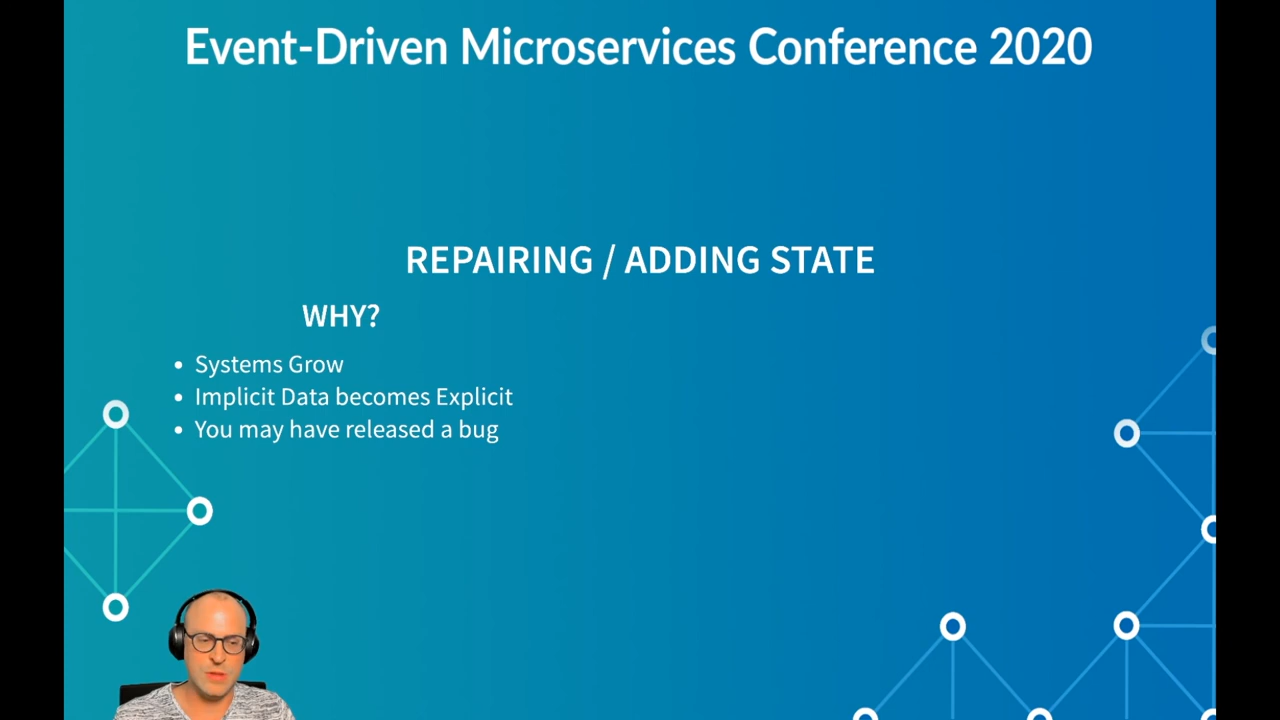 Event-Driven Microservices Conference 2020
REPAIRING / ADDING STATE
WHY?
• Systems Grow
• Implicit Data becomes Explicit
• You may have released a bug